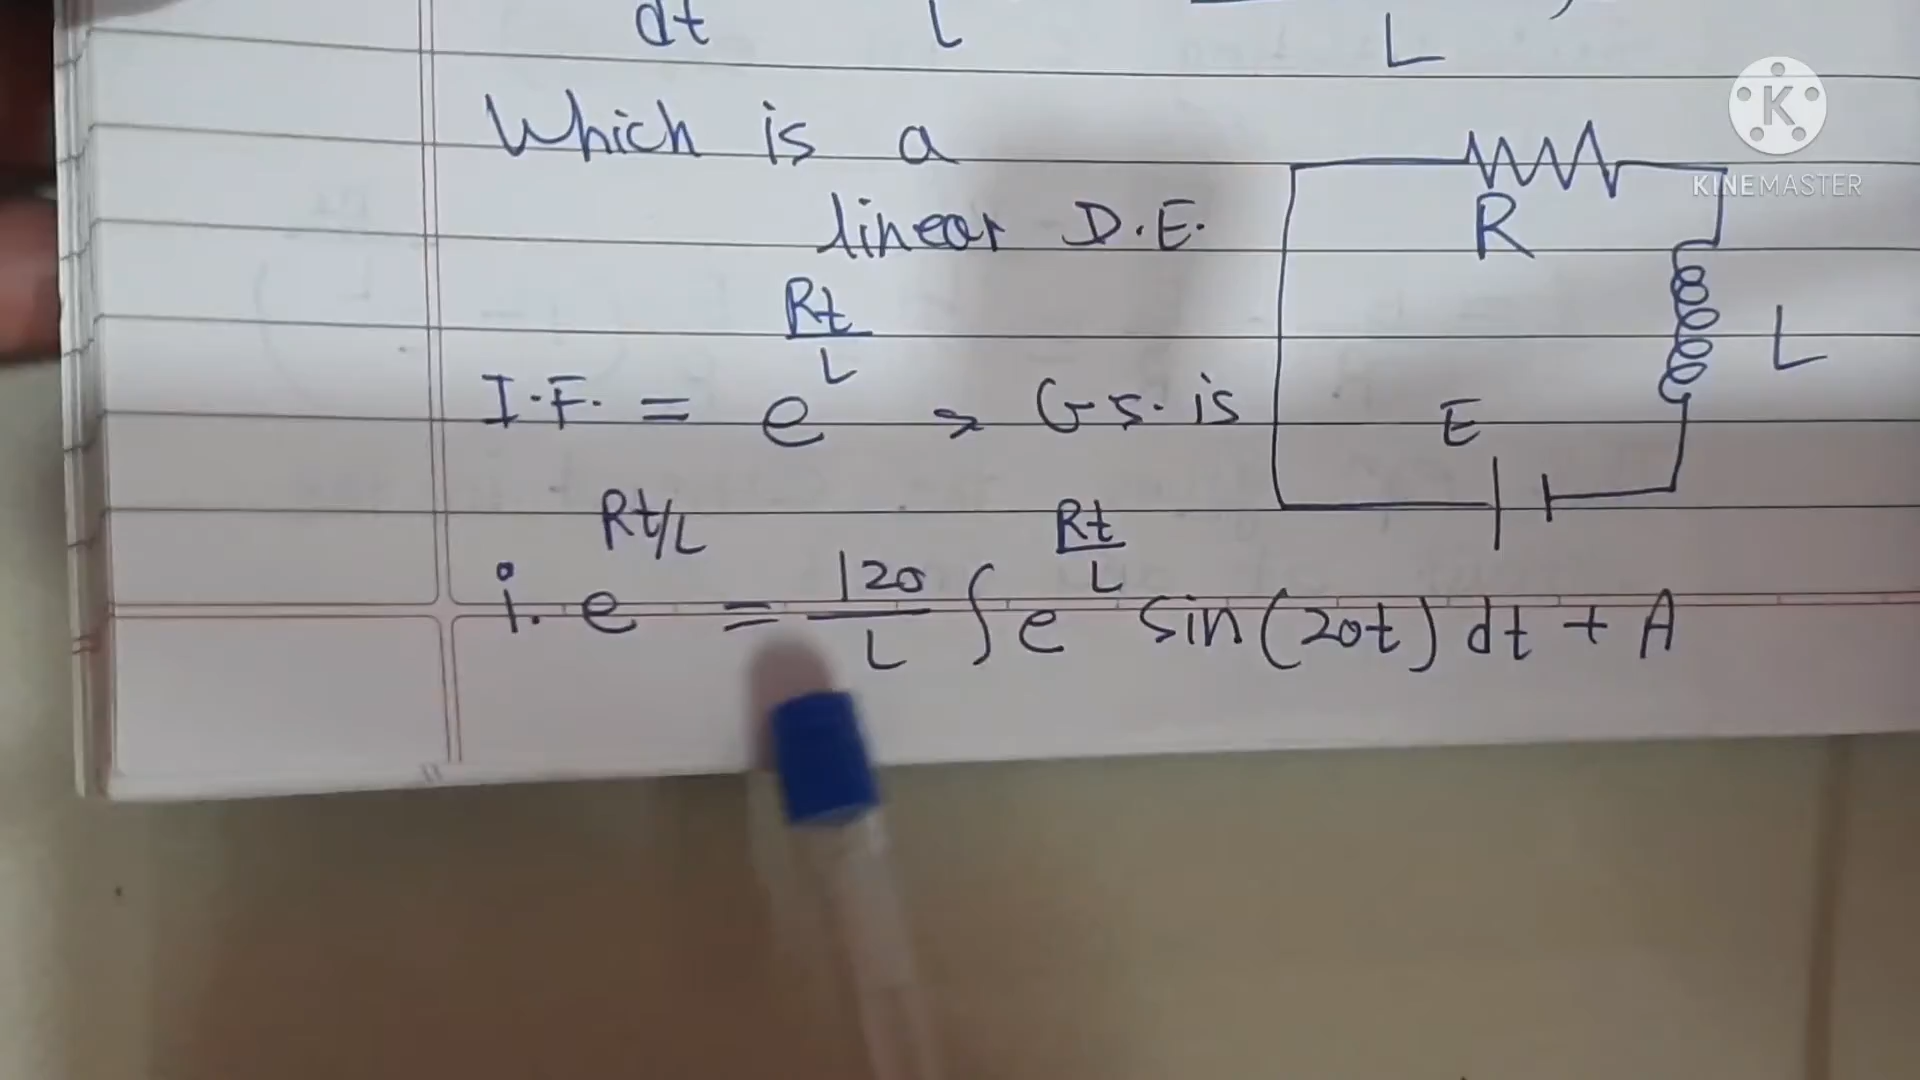 dt L L
Which is a
linear D.E.
R
L
E
Rt
L
I.F. = e , G.S. is
Rt/L Rt
L
i. e = 120/L ∫ e sin(20t) dt + A
K
KINEMASTER